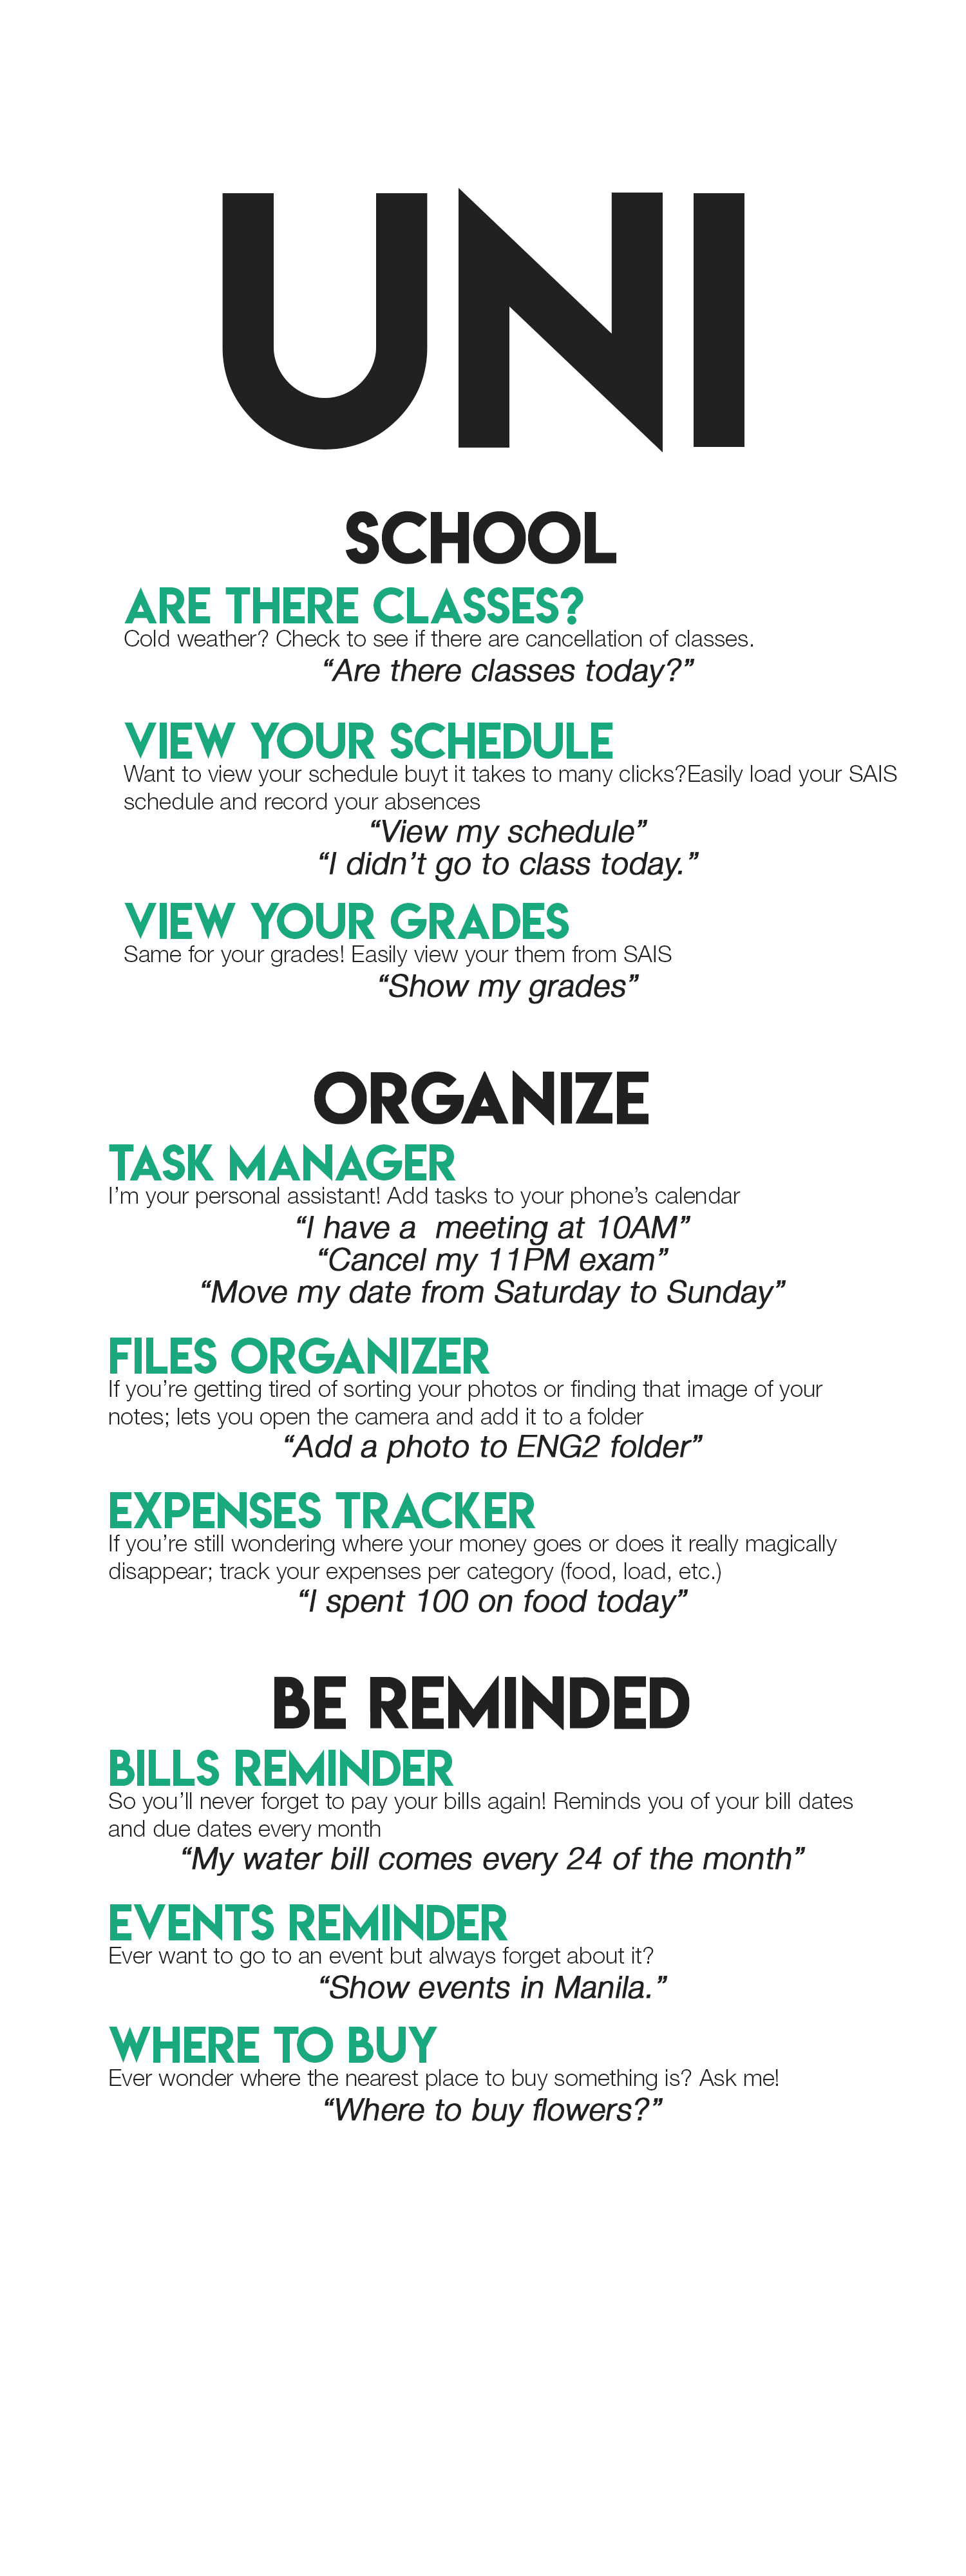 UNI
SCHOOL
ARE THERE CLASSES?
Cold weather? Check to see if there are cancellation of classes.
“Are there classes today?”
VIEW YOUR SCHEDULE
Want to view your schedule buyt it takes to many clicks?Easily load your SAIS
schedule and record your absences
“View my schedule”
“I didn’t go to class today.”
VIEW YOUR GRADES
Same for your grades! Easily view your them from SAIS
“Show my grades”
ORGANIZE
TASK MANAGER
I’m your personal assistant! Add tasks to your phone’s calendar
“I have a  meeting at 10AM”
“Cancel my 11PM exam”
“Move my date from Saturday to Sunday”
FILES ORGANIZER
If you’re getting tired of sorting your photos or finding that image of your
notes; lets you open the camera and add it to a folder
“Add a photo to ENG2 folder”
EXPENSES TRACKER
If you’re still wondering where your money goes or does it really magically
disappear; track your expenses per category (food, load, etc.)
“I spent 100 on food today”
BE REMINDED
BILLS REMINDER
So you’ll never forget to pay your bills again! Reminds you of your bill dates
and due dates every month
“My water bill comes every 24 of the month”
EVENTS REMINDER
Ever want to go to an event but always forget about it?
“Show events in Manila.”
WHERE TO BUY
Ever wonder where the nearest place to buy something is? Ask me!
“Where to buy flowers?”